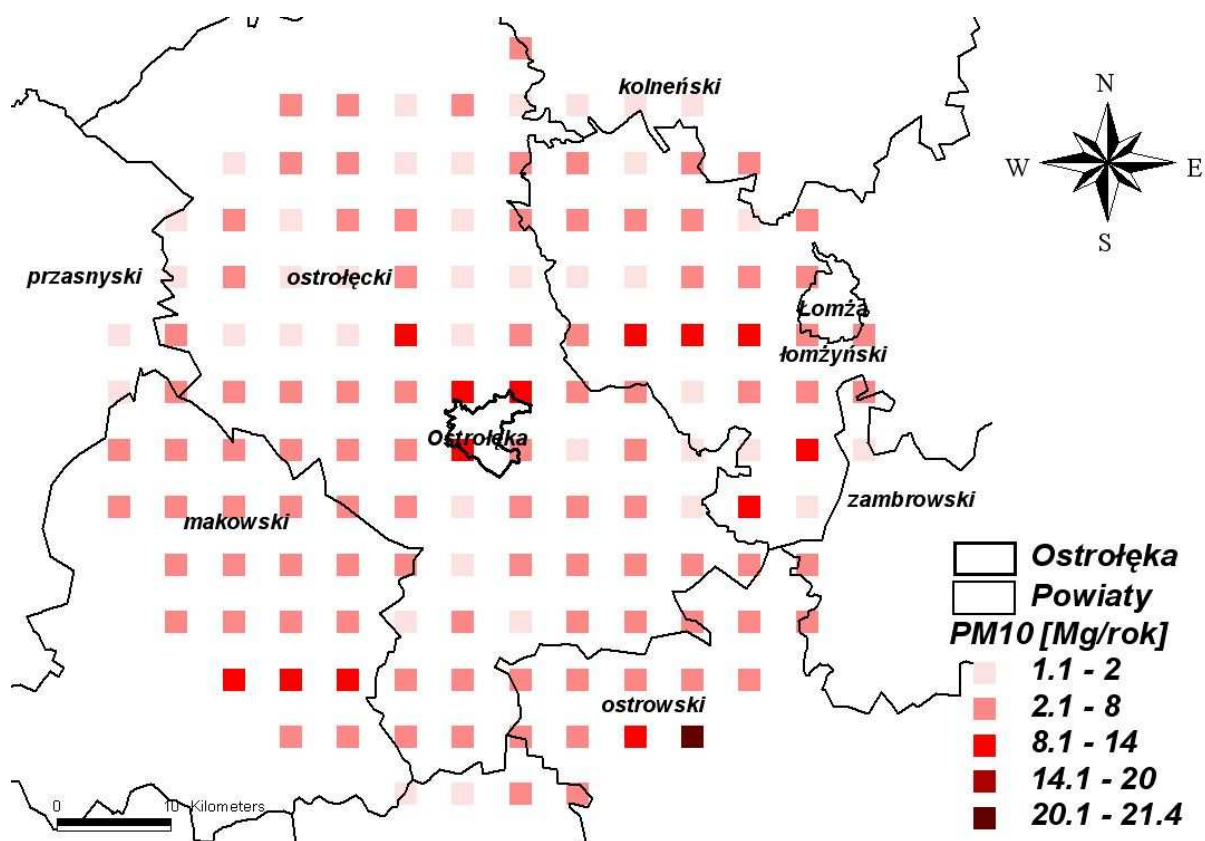 kolneński
N
W
E
S
przasnyski
ostrołęcki
Łomża
łomżyński
Ostrołęka
makowski
zambrowski
ostrowski
Ostrołęka
Powiaty
PM10 [Mg/rok]
1.1 - 2
2.1 - 8
8.1 - 14
14.1 - 20
20.1 - 21.4
0 10 Kilometers